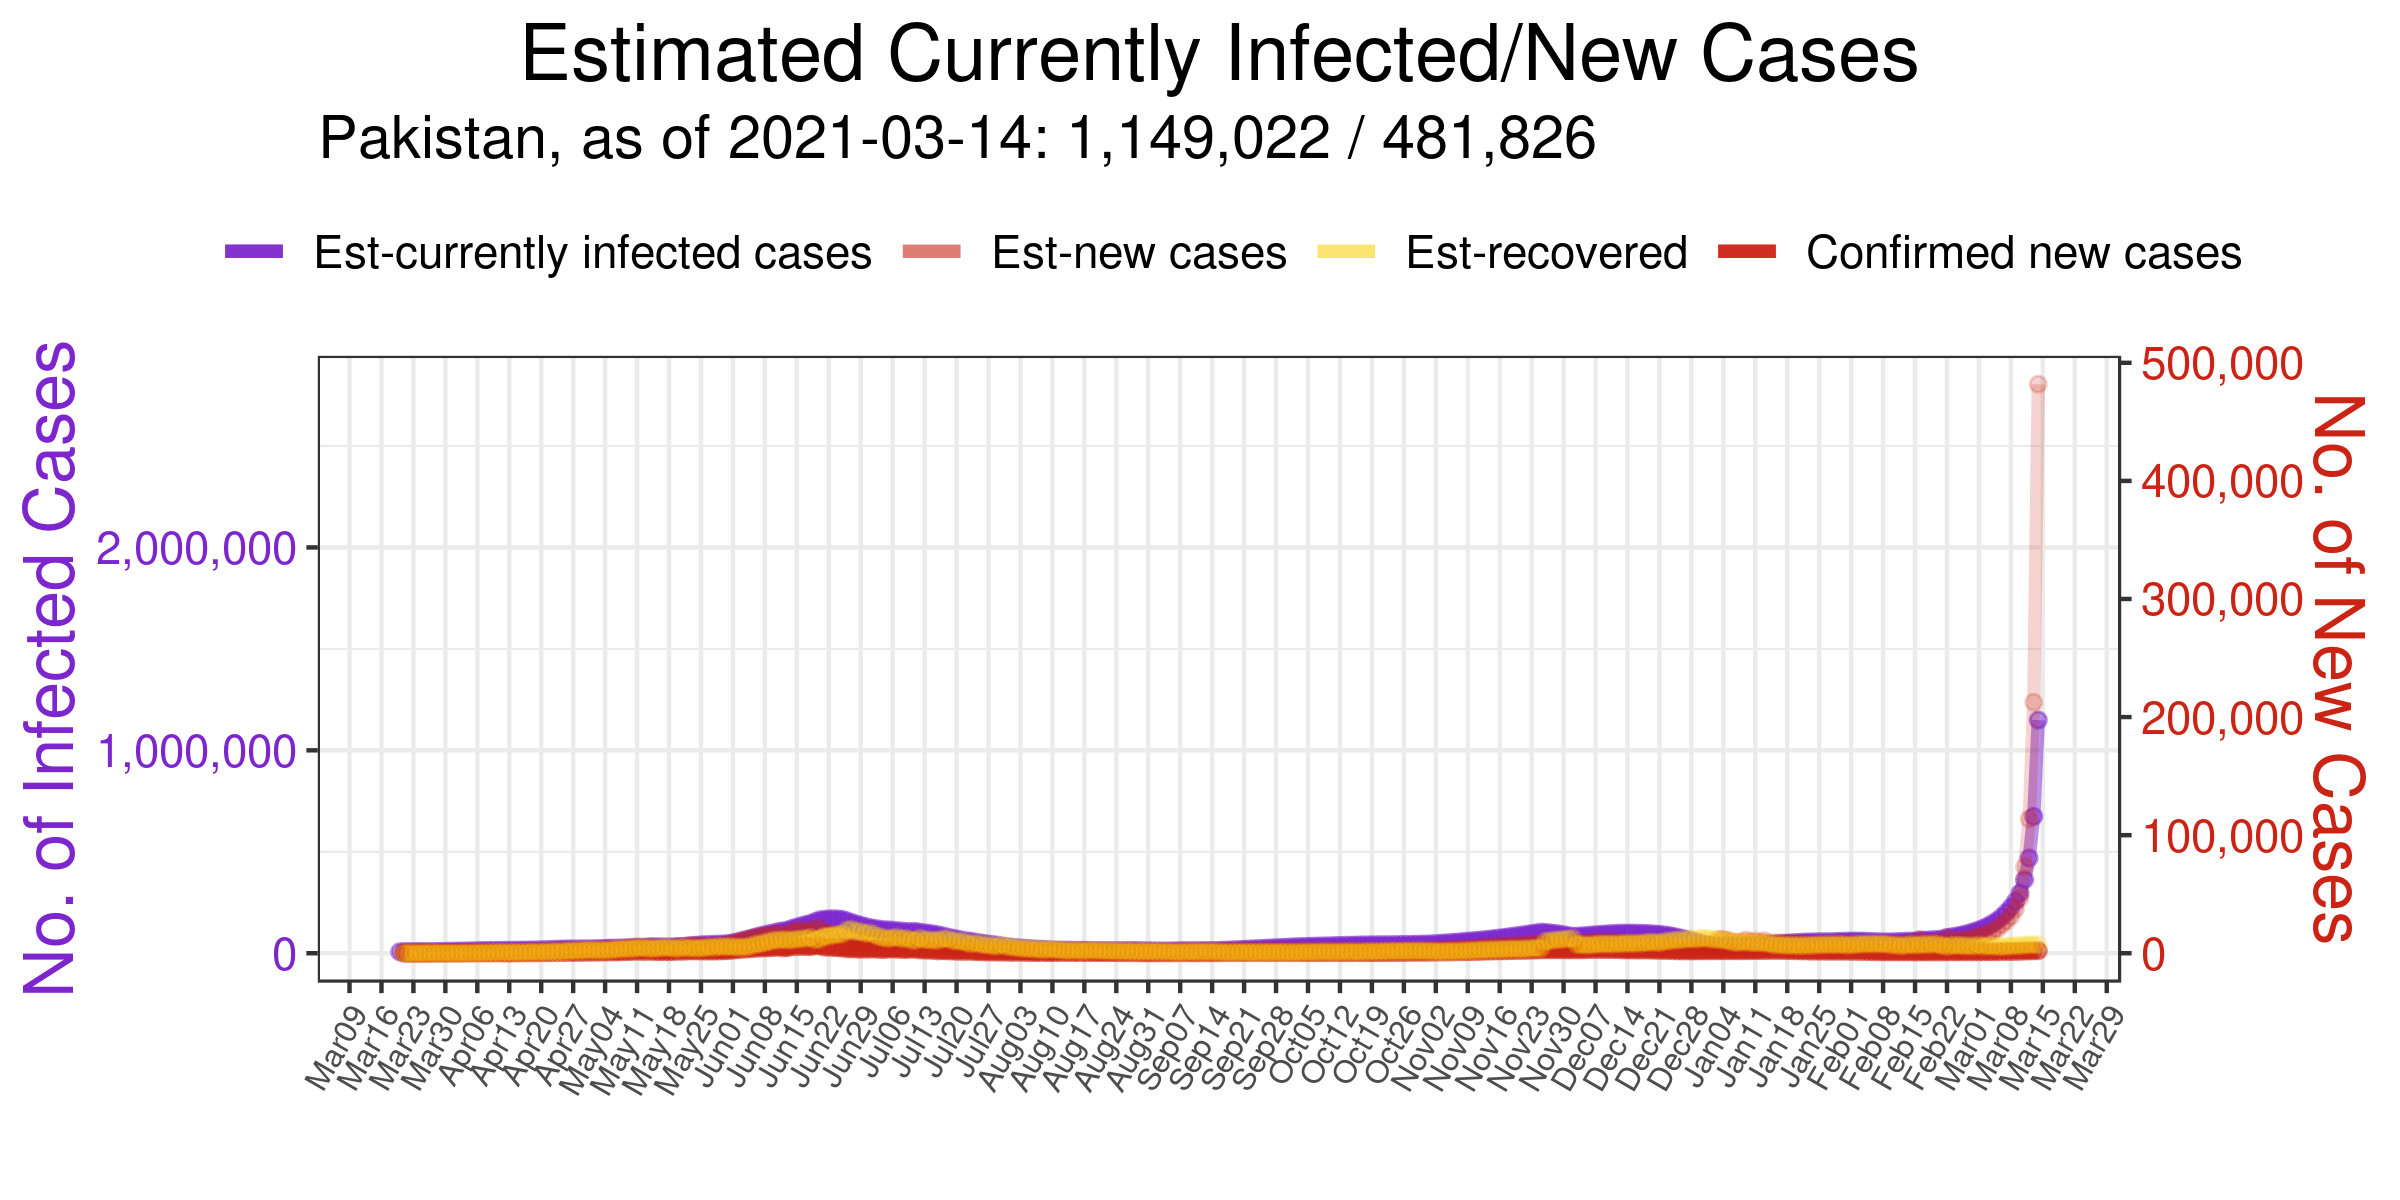 Estimated Currently Infected/New Cases
Pakistan, as of 2021-03-14: 1,149,022 / 481,826
Est-currently infected cases Est-new cases Est-recovered Confirmed new cases
No. of Infected Cases
2,000,000
1,000,000
0
500,000
400,000
300,000
200,000
100,000
0
No. of New Cases
Mar09 Mar16 Mar23 Mar30 Apr06 Apr13 Apr20 Apr27 May04 May11 May18 May25 Jun01 Jun08 Jun15 Jun22 Jun29 Jul06 Jul13 Jul20 Jul27 Aug03 Aug10 Aug17 Aug24 Aug31 Sep07 Sep14 Sep21 Sep28 Oct05 Oct12 Oct19 Oct26 Nov02 Nov09 Nov16 Nov23 Nov30 Dec07 Dec14 Dec21 Dec28 Jan04 Jan11 Jan18 Jan25 Feb01 Feb08 Feb15 Feb22 Mar01 Mar08 Mar15 Mar22 Mar29